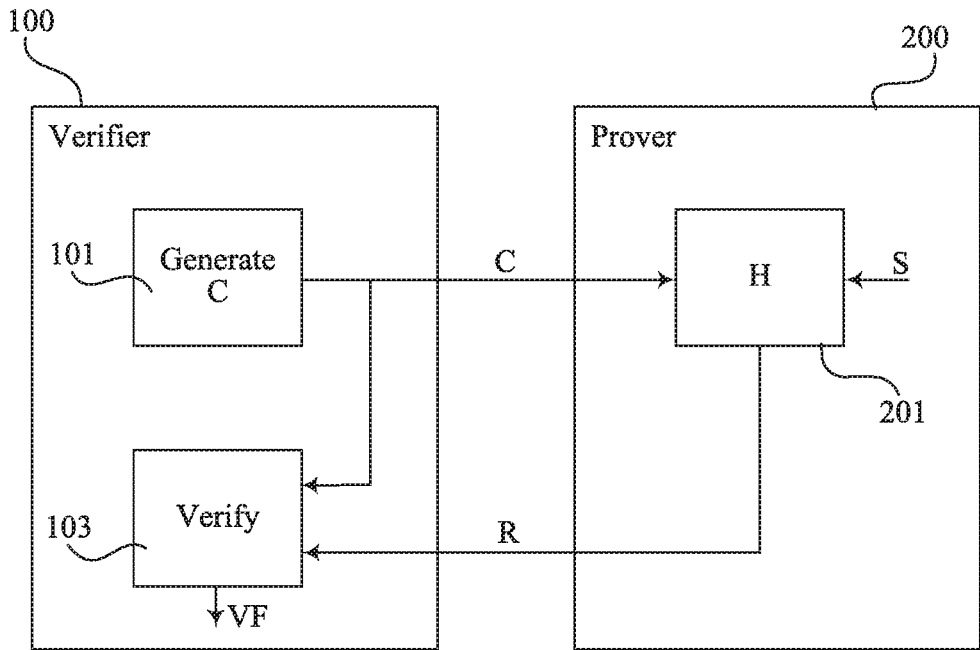 100
200
Verifier
Prover
101
Generate
C
C
H
S
201
103
Verify
R
VF